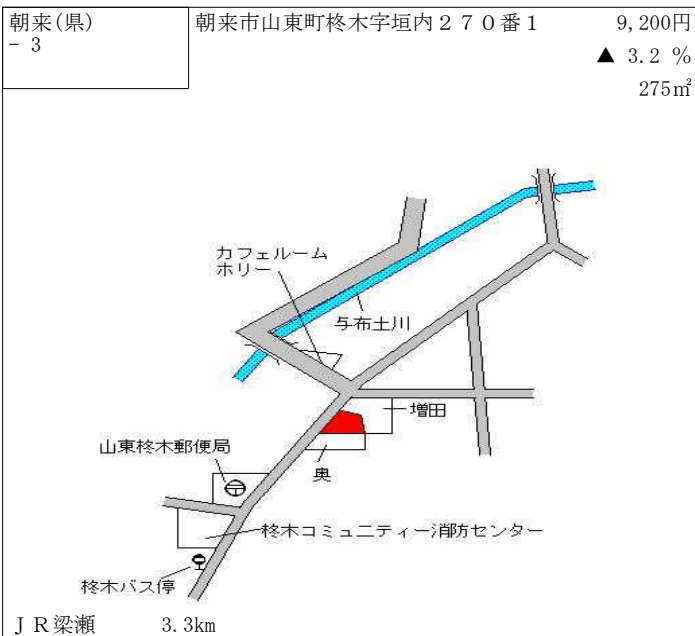 朝来(県)
- 3
朝来市山東町柊木字垣内２７０番１
9,200円
▲ 3.2 %
275㎡
カフェルーム
ホリー
与布土川
増田
山東柊木郵便局
奥
柊木コミュニティー消防センター
柊木バス停
ＪＲ梁瀬 3.3km